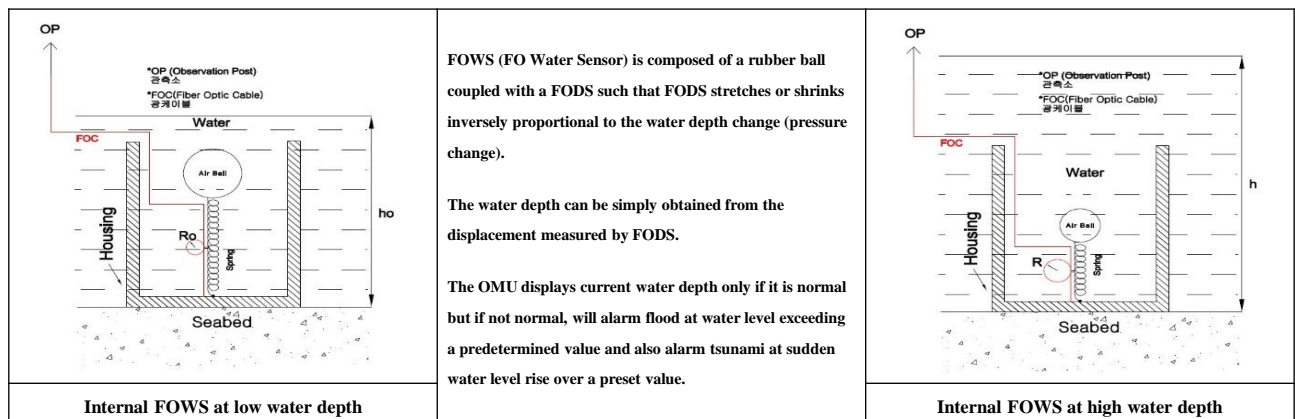 OP
*OP (Observation Post)
관측소
*FOC(Fiber Optic Cable)
광케이블
Water
FOC
Air Ball
ho
Housing
Ro
Spring
Seabed
Internal FOWS at low water depth
FOWS (FO Water Sensor) is composed of a rubber ball
coupled with a FODS such that FODS stretches or shrinks
inversely proportional to the water depth change (pressure
change).
The water depth can be simply obtained from the
displacement measured by FODS.
The OMU displays current water depth only if it is normal
but if not normal, will alarm flood at water level exceeding
a predetermined value and also alarm tsunami at sudden
water level rise over a preset value.
OP
*OP (Observation Post)
관측소
*FOC(Fiber Optic Cable)
광케이블
FOC
Water
h
Air Ball
Housing
R
Spring
Seabed
Internal FOWS at high water depth